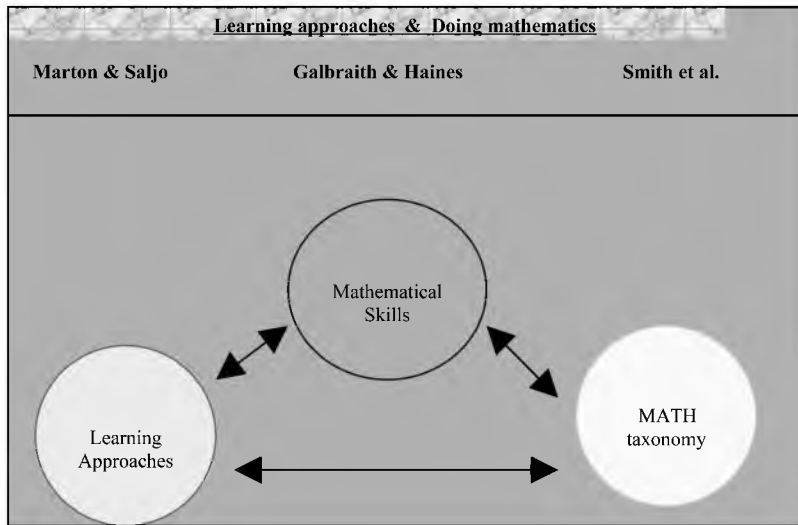 Learning approaches & Doing mathematics
Marton & Saljo Galbraith & Haines Smith et al.
Mathematical
Skills
Learning
Approaches
MATH
taxonomy